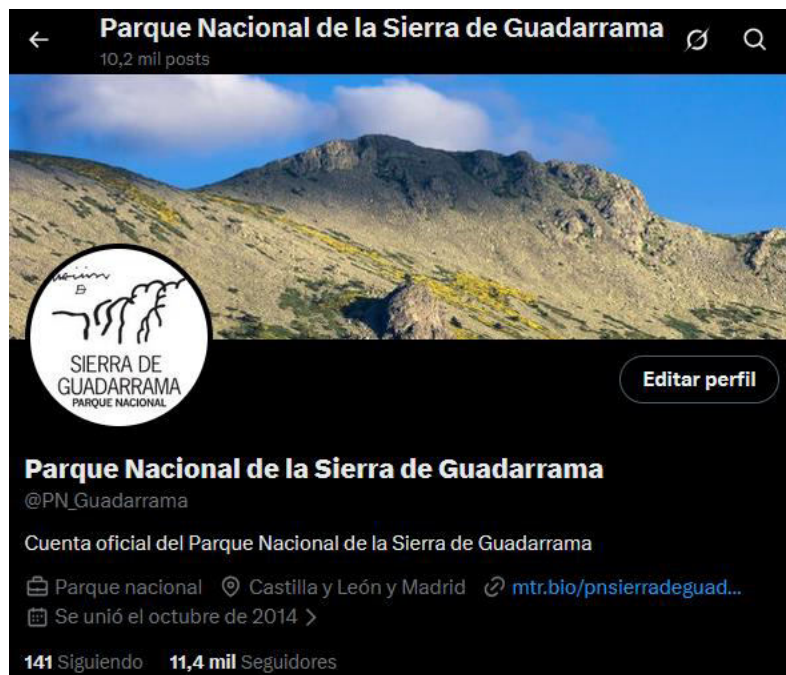 Parque Nacional de la Sierra de Guadarrama
10,2 mil posts
SIERRA DE
GUADARRAMA
PARQUE NACIONAL
Editar perfil
Parque Nacional de la Sierra de Guadarrama
@PN_Guadarrama
Cuenta oficial del Parque Nacional de la Sierra de Guadarrama
Parque nacional Castilla y León y Madrid mtr.bio/pnsierradeguad...
Se unió el octubre de 2014
141 Siguiendo 11,4 mil Seguidores